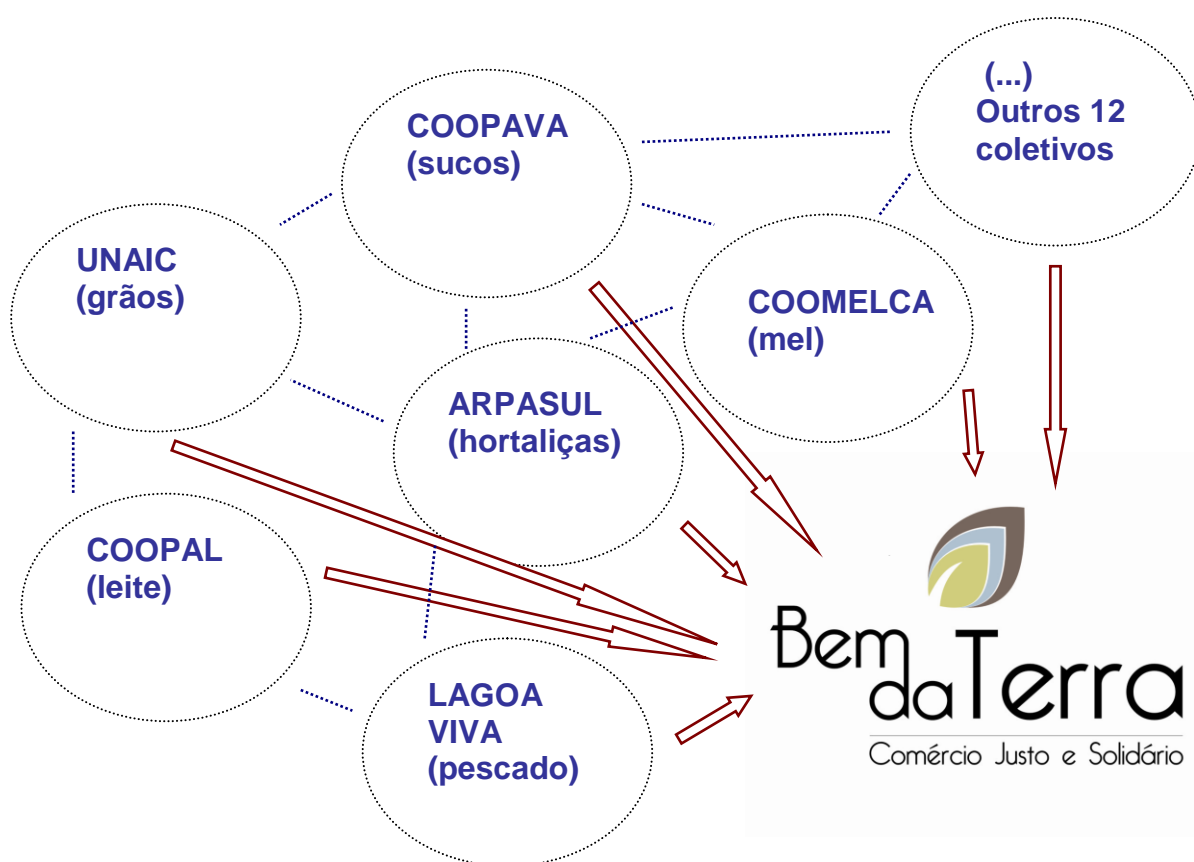 (...)
Outros 12
coletivos
COOPAVA
(sucos)
UNAIC
(grãos)
COOMELCA
(mel)
ARPASUL
(hortaliças)
COOPAL
(leite)
LAGOA
VIVA
(pescado)
Bem
da Terra
Comércio Justo e Solidário